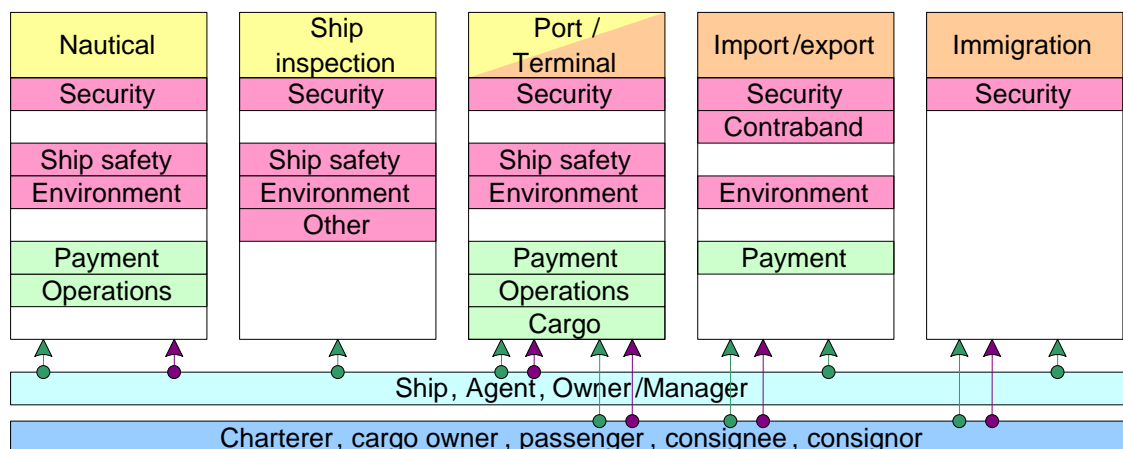 Nautical
Security
Ship safety
Environment
Payment
Operations
Ship
inspection
Security
Ship safety
Environment
Other
Port /
Terminal
Security
Ship safety
Environment
Payment
Operations
Cargo
Import/export
Security
Contraband
Environment
Payment
Immigration
Security
Ship, Agent, Owner/Manager
Charterer, cargo owner, passenger, consignee, consignor